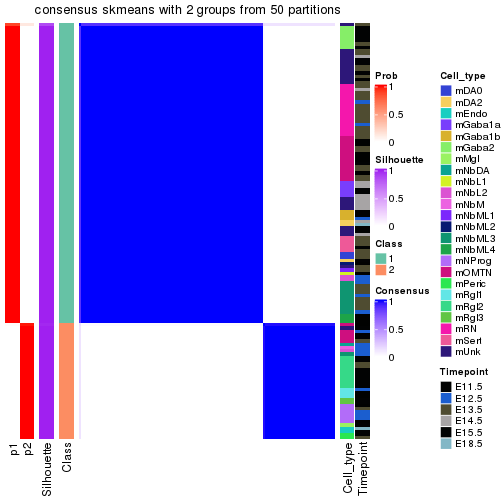 consensus skmeans with 2 groups from 50 partitions
Prob
1
0.5
0
Silhouette
1
0.5
0
Class
1
2
Consensus
1
0.5
0
Cell_type
mDA0
mDA2
mEndo
mGaba1a
mGaba1b
mGaba2
mMgl
mNbDA
mNbL1
mNbL2
mNbM
mNbML1
mNbML2
mNbML3
mNbML4
mNProg
mOMTN
mPeric
mRgl1
mRgl2
mRgl3
mRN
mSert
mUnk
Timepoint
E11.5
E12.5
E13.5
E14.5
E15.5
E18.5
p1
p2
Silhouette
Class
Cell_type
Timepoint